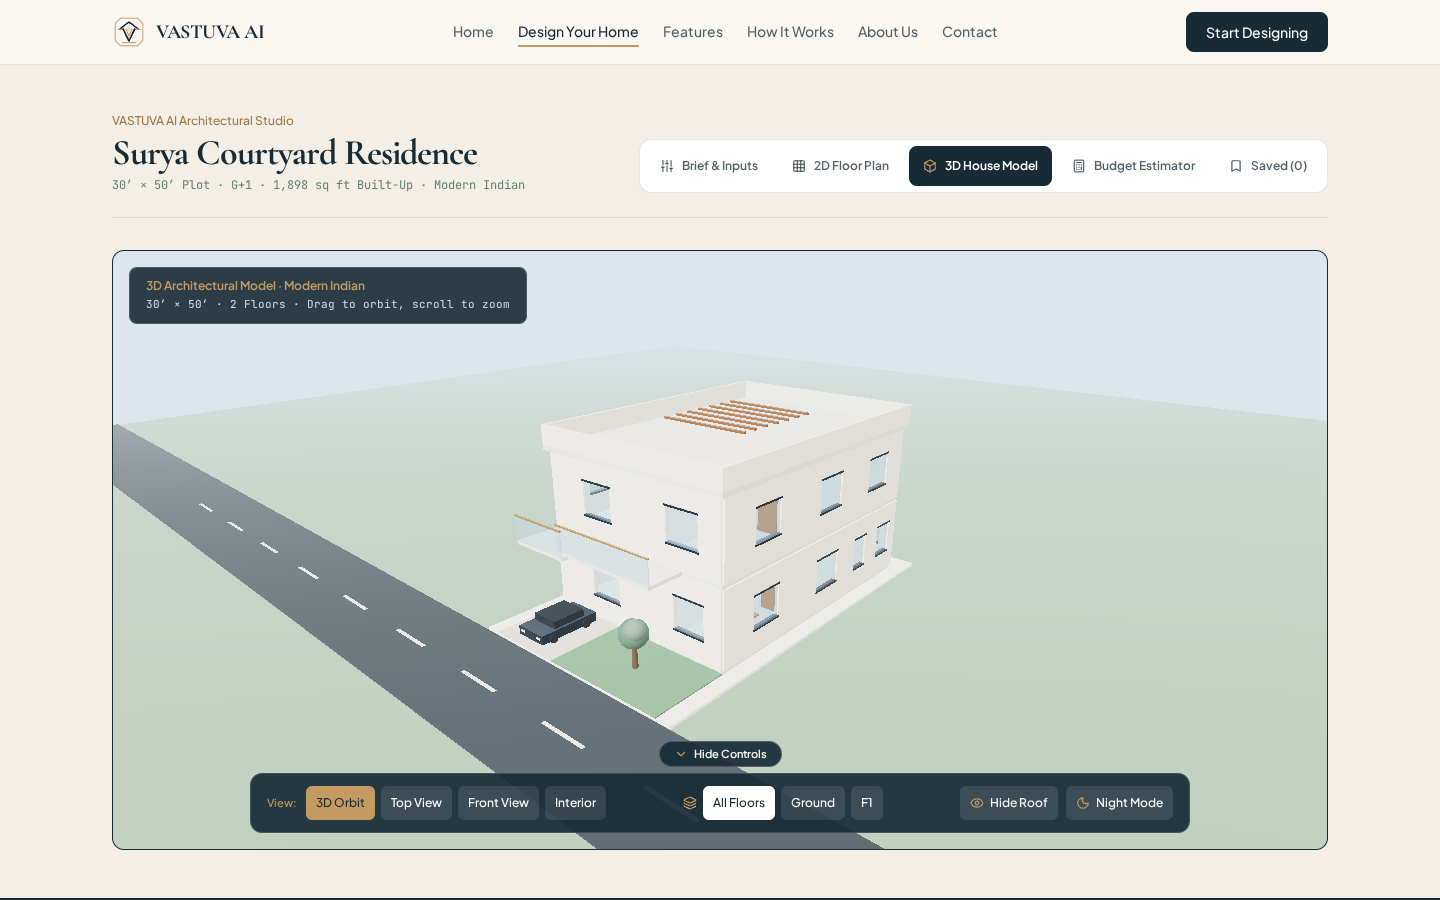 VASTUVA AI
Home
Design Your Home
Features
How It Works
About Us
Contact
Start Designing
VASTUVA AI Architectural Studio
Surya Courtyard Residence
30′ × 50′ Plot · G+1 · 1,898 sq ft Built-Up · Modern Indian
Brief & Inputs
2D Floor Plan
3D House Model
Budget Estimator
Saved (0)
3D Architectural Model · Modern Indian
30′ × 50′ · 2 Floors · Drag to orbit, scroll to zoom
Hide Controls
View:
3D Orbit
Top View
Front View
Interior
All Floors
Ground
F1
Hide Roof
Night Mode